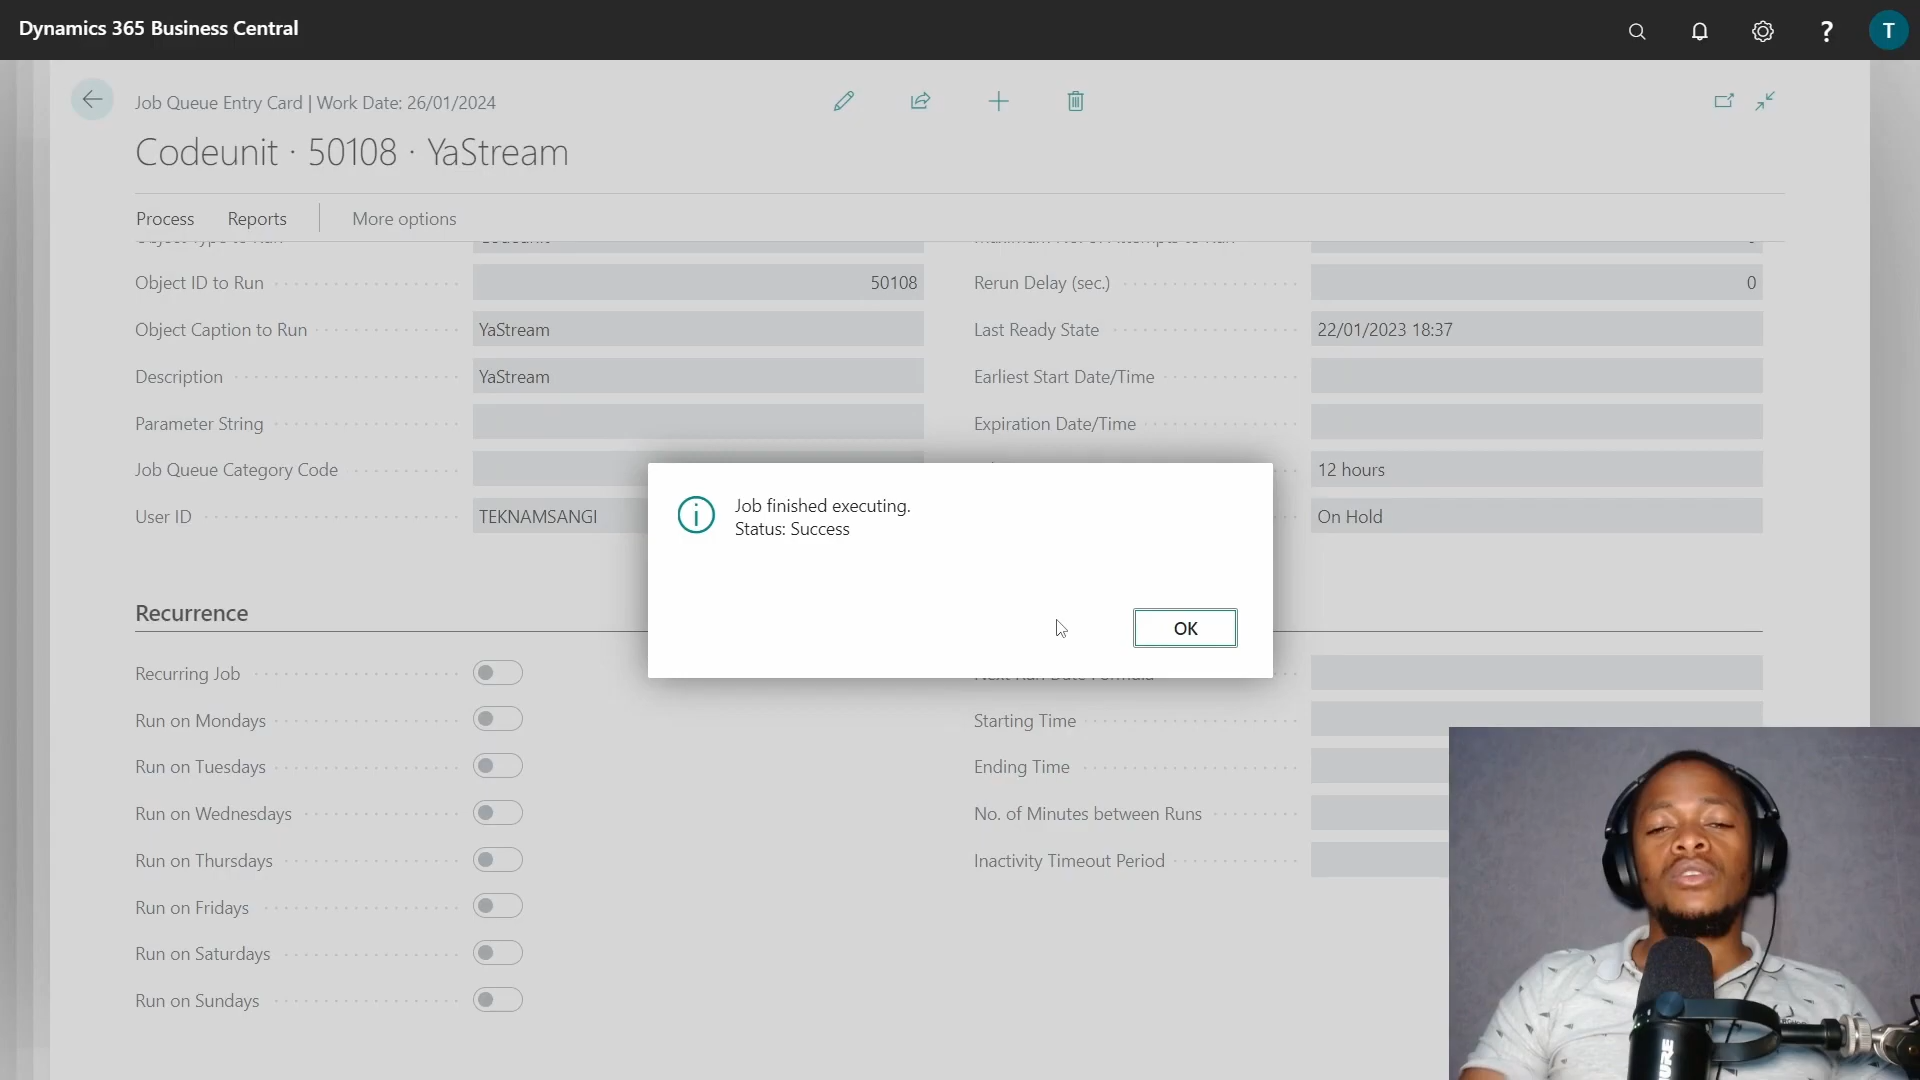 Dynamics 365 Business Central
?
T
Job Queue Entry Card | Work Date: 26/01/2024
Codeunit · 50108 · YaStream
Process Reports More options
Object ID to Run 50108 Rerun Delay (sec.) 0
Object Caption to Run YaStream Last Ready State 22/01/2023 18:37
Description YaStream Earliest Start Date/Time
Parameter String Expiration Date/Time
Job Queue Category Code 12 hours
User ID TEKNAMSANGI On Hold
Job finished executing.
Status: Success
OK
Recurrence
Recurring Job
Run on Mondays Starting Time
Run on Tuesdays Ending Time
Run on Wednesdays No. of Minutes between Runs
Run on Thursdays Inactivity Timeout Period
Run on Fridays
Run on Saturdays
Run on Sundays